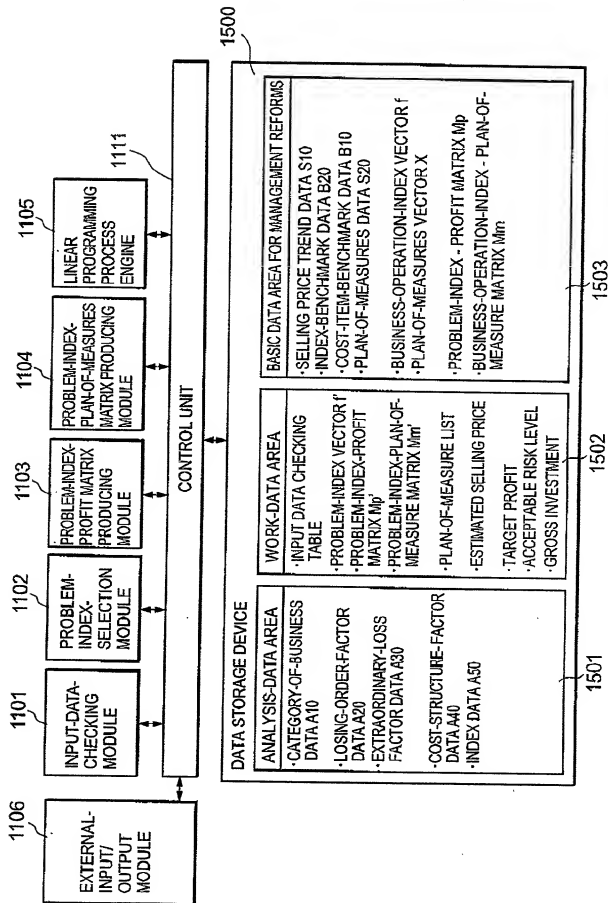 1106
EXTERNAL-
INPUT/
OUTPUT
MODULE
1101
INPUT-DATA-
CHECKING
MODULE
1102
PROBLEM-
INDEX-
SELECTION
MODULE
1103
PROBLEM-INDEX-
PROFIT MATRIX
PRODUCING
MODULE
1104
PROBLEM-INDEX-
PLAN-OF-MEASURES
MATRIX PRODUCING
MODULE
1105
LINEAR
PROGRAMMING
PROCESS
ENGINE
1111
CONTROL UNIT
1500
DATA STORAGE DEVICE
ANALYSIS-DATA AREA
·CATEGORY-OF-BUSINESS
DATA A10
·LOSING-ORDER-FACTOR
DATA A20
·EXTRAORDINARY-LOSS
FACTOR DATA A30
·COST-STRUCTURE-FACTOR
DATA A40
·INDEX DATA A50
1501
WORK-DATA AREA
·INPUT DATA CHECKING
TABLE
·PROBLEM-INDEX VECTOR f'
·PROBLEM-INDEX-PROFIT
MATRIX Mp'
·PROBLEM-INDEX-PLAN-OF-
MEASURE MATRIX Mm'
·PLAN-OF-MEASURE LIST
·ESTIMATED SELLING PRICE
·TARGET PROFIT
·ACCEPTABLE RISK LEVEL
·GROSS INVESTMENT
1502
BASIC DATA AREA FOR MANAGEMENT REFORMS
·SELLING PRICE TREND DATA S10
·INDEX-BENCHMARK DATA B20
·COST-ITEM-BENCHMARK DATA B10
·PLAN-OF-MEASURES DATA S20
·BUSINESS-OPERATION-INDEX VECTOR f
·PLAN-OF-MEASURES VECTOR X
·PROBLEM-INDEX - PROFIT MATRIX Mp
·BUSINESS-OPERATION-INDEX - PLAN-OF-
MEASURE MATRIX Mm
1503